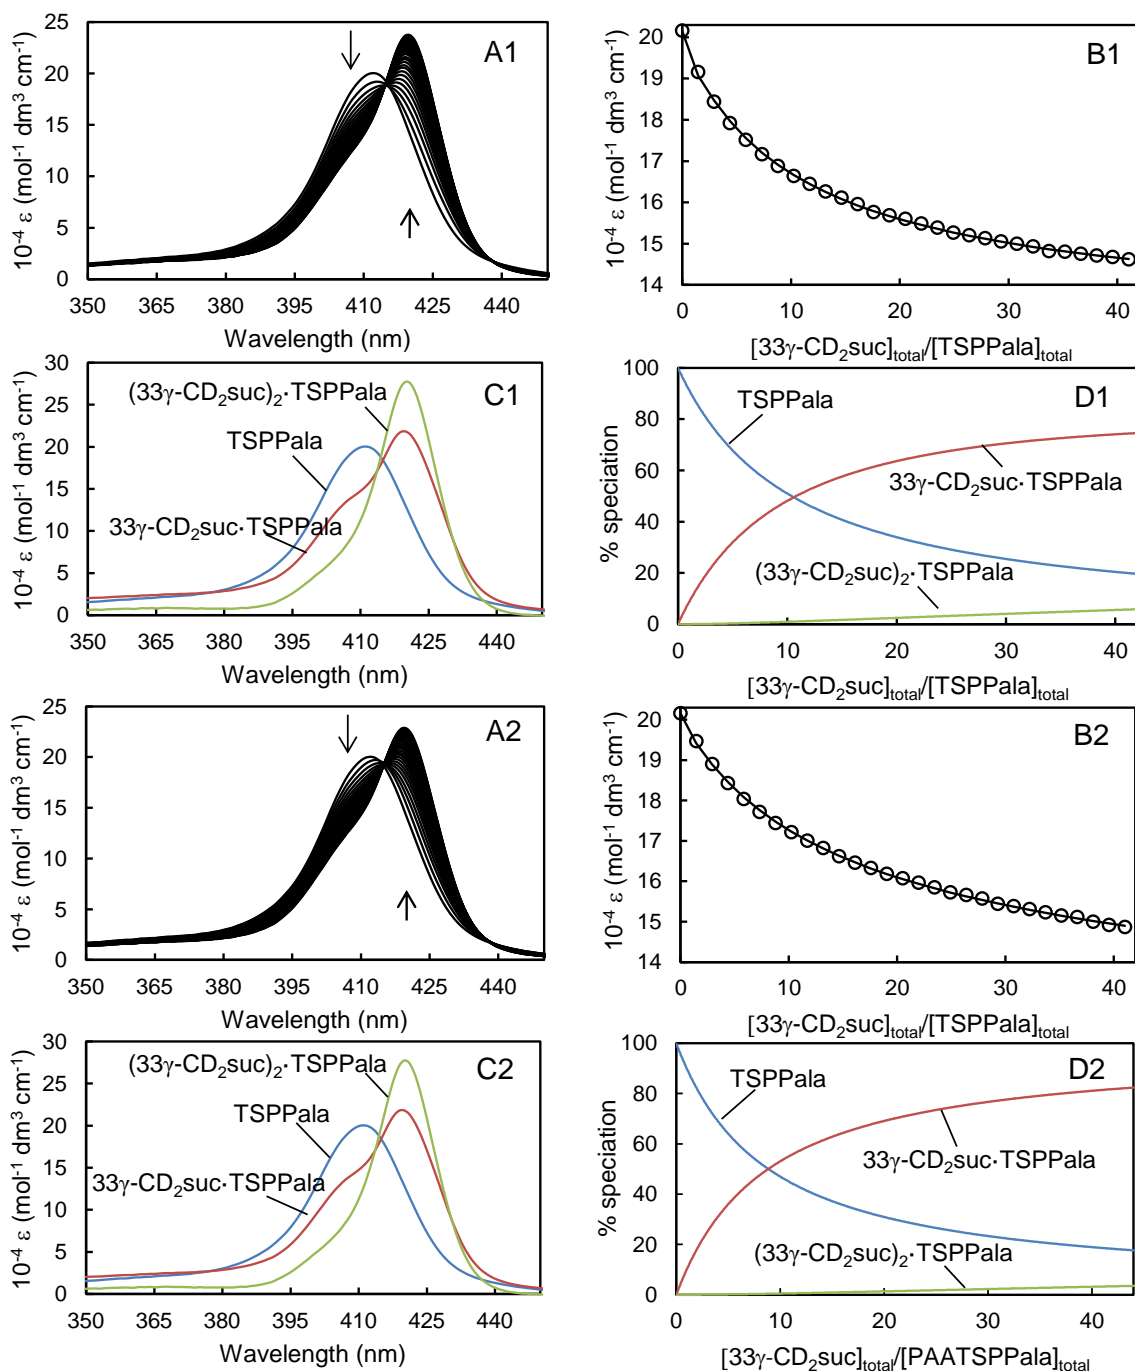 A1
10⁻⁴ ε (mol⁻¹ dm³ cm⁻¹)
25
20
15
10
5
0
350 365 380 395 410 425 440
Wavelength (nm)
B1
10⁻⁴ ε (mol⁻¹ dm³ cm⁻¹)
20
19
18
17
16
15
14
0 10 20 30 40
[33γ-CD₂suc]total/[TSPPala]total
C1
10⁻⁴ ε (mol⁻¹ dm³ cm⁻¹)
30
25
20
15
10
5
0
(33γ-CD₂suc)₂·TSPPala
TSPPala
33γ-CD₂suc·TSPPala
350 365 380 395 410 425 440
Wavelength (nm)
D1
% speciation
100
80
60
40
20
0
TSPPala
33γ-CD₂suc·TSPPala
(33γ-CD₂suc)₂·TSPPala
0 10 20 30 40
[33γ-CD₂suc]total/[TSPPala]total
A2
10⁻⁴ ε (mol⁻¹ dm³ cm⁻¹)
25
20
15
10
5
0
350 365 380 395 410 425 440
Wavelength (nm)
B2
10⁻⁴ ε (mol⁻¹ dm³ cm⁻¹)
20
19
18
17
16
15
14
0 10 20 30 40
[33γ-CD₂suc]total/[TSPPala]total
C2
10⁻⁴ ε (mol⁻¹ dm³ cm⁻¹)
30
25
20
15
10
5
0
(33γ-CD₂suc)₂·TSPPala
TSPPala
33γ-CD₂suc·TSPPala
350 365 380 395 410 425 440
Wavelength (nm)
D2
% speciation
100
80
60
40
20
0
TSPPala
33γ-CD₂suc·TSPPala
(33γ-CD₂suc)₂·TSPPala
0 10 20 30 40
[33γ-CD₂suc]total/[PAATSPPala]total